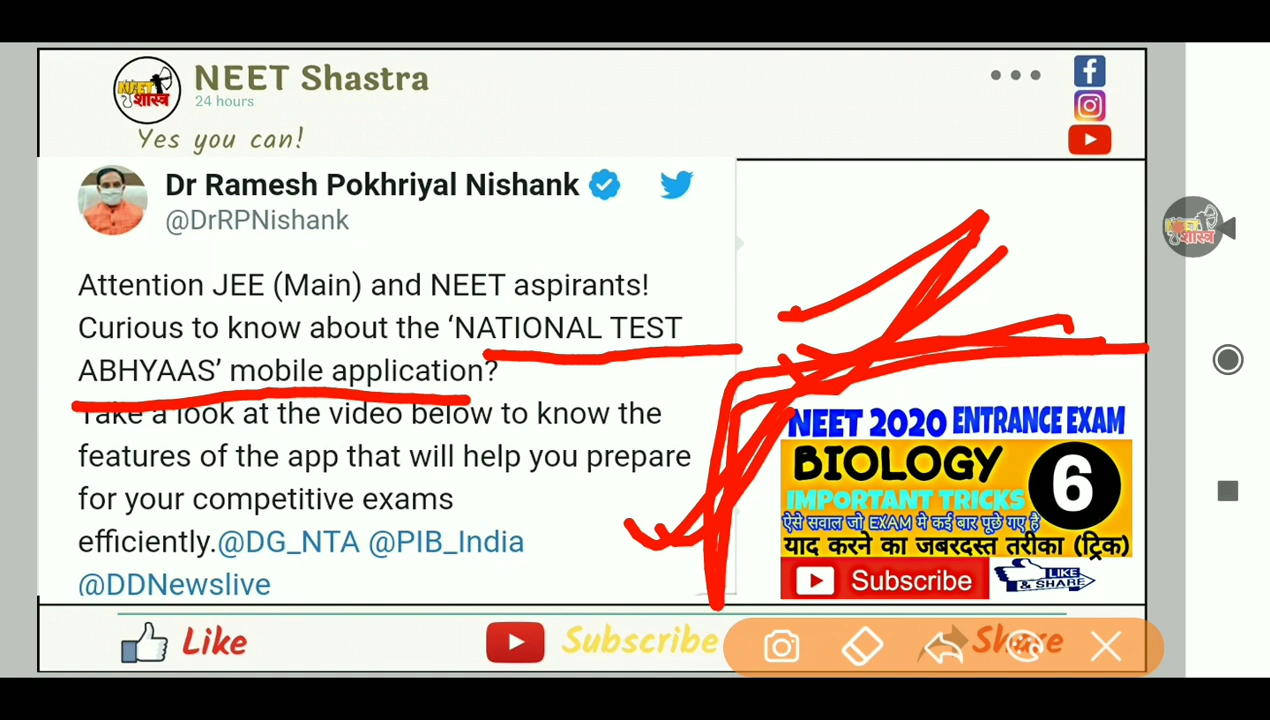 NEET Shastra
24 hours
Yes you can!
NEET
शास्त्र
Dr Ramesh Pokhriyal Nishank
@DrRPNishank
Attention JEE (Main) and NEET aspirants!
Curious to know about the ‘NATIONAL TEST
ABHYAAS’ mobile application?
Take a look at the video below to know the
features of the app that will help you prepare
for your competitive exams
efficiently.@DG_NTA @PIB_India
@DDNewslive
NEET 2020 ENTRANCE EXAM
BIOLOGY 6
IMPORTANT TRICKS
ऐसे सवाल जो EXAM मे कई बार पूछे गए है
याद करने का जबरदस्त तरीका (ट्रिक)
Subscribe
LIKE
& SHARE
Like
Subscribe
Share
NEET
शास्त्र